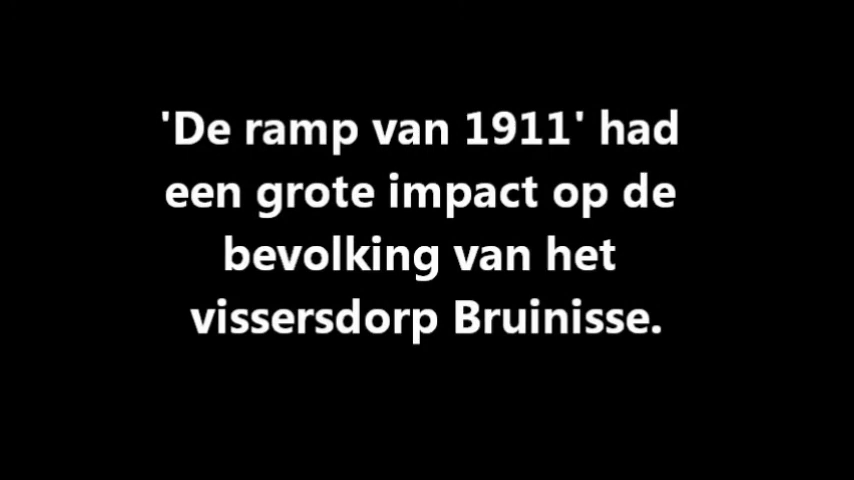 'De ramp van 1911' had
een grote impact op de
bevolking van het
vissersdorp Bruinisse.